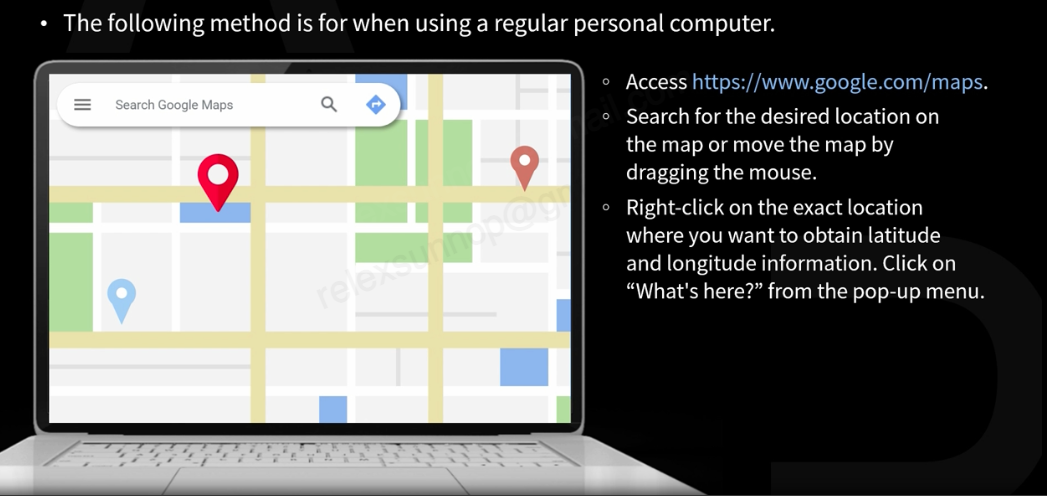 • The following method is for when using a regular personal computer.
Search Google Maps
◦ Access https://www.google.com/maps.
◦ Search for the desired location on
the map or move the map by
dragging the mouse.
◦ Right-click on the exact location
where you want to obtain latitude
and longitude information. Click on
“What's here?” from the pop-up menu.